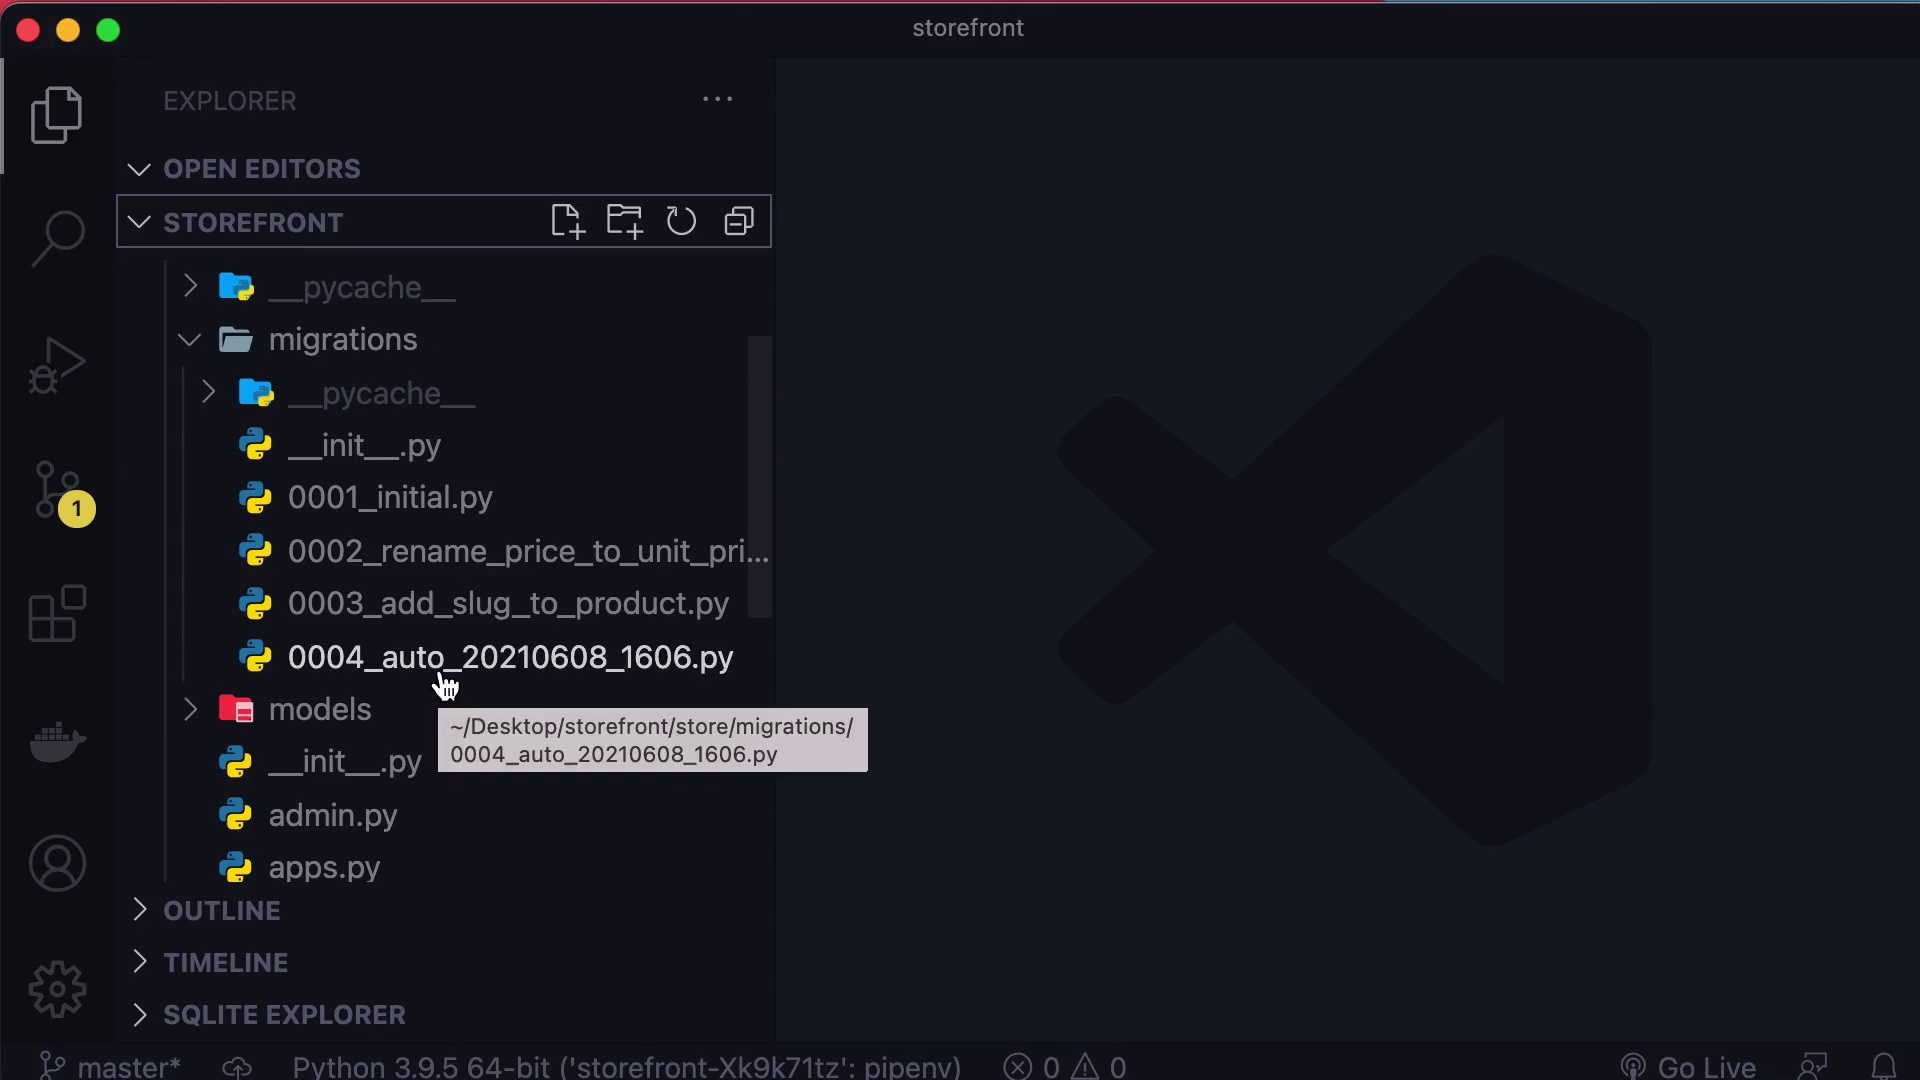 storefront
EXPLORER
OPEN EDITORS
STOREFRONT
__pycache__
migrations
__pycache__
__init__.py
0001_initial.py
0002_rename_price_to_unit_pri...
0003_add_slug_to_product.py
0004_auto_20210608_1606.py
models
~/Desktop/storefront/store/migrations/
0004_auto_20210608_1606.py
__init__.py
admin.py
apps.py
OUTLINE
TIMELINE
SQLITE EXPLORER
1
master* Python 3.9.5 64-bit ('storefront-Xk9k71tz': pipenv) 0 0 Go Live